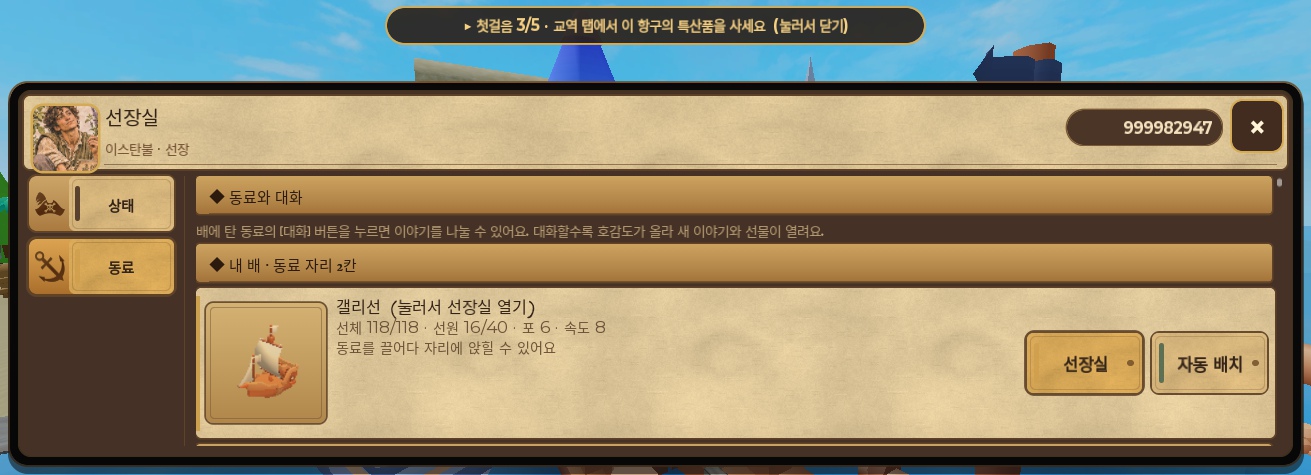 ▸ 첫걸음 3/5 · 교역 탭에서 이 항구의 특산품을 사세요 (눌러서 닫기)
선장실
이스탄불 · 선장
999982947
×
상태
동료
◆ 동료와 대화
배에 탄 동료의 [대화] 버튼을 누르면 이야기를 나눌 수 있어요. 대화할수록 호감도가 올라 새 이야기와 선물이 열려요.
◆ 내 배 · 동료 자리 2칸
갤리선 (눌러서 선장실 열기)
선체 118/118 · 선원 16/40 · 포 6 · 속도 8
동료를 끌어다 자리에 앉힐 수 있어요
선장실
자동 배치